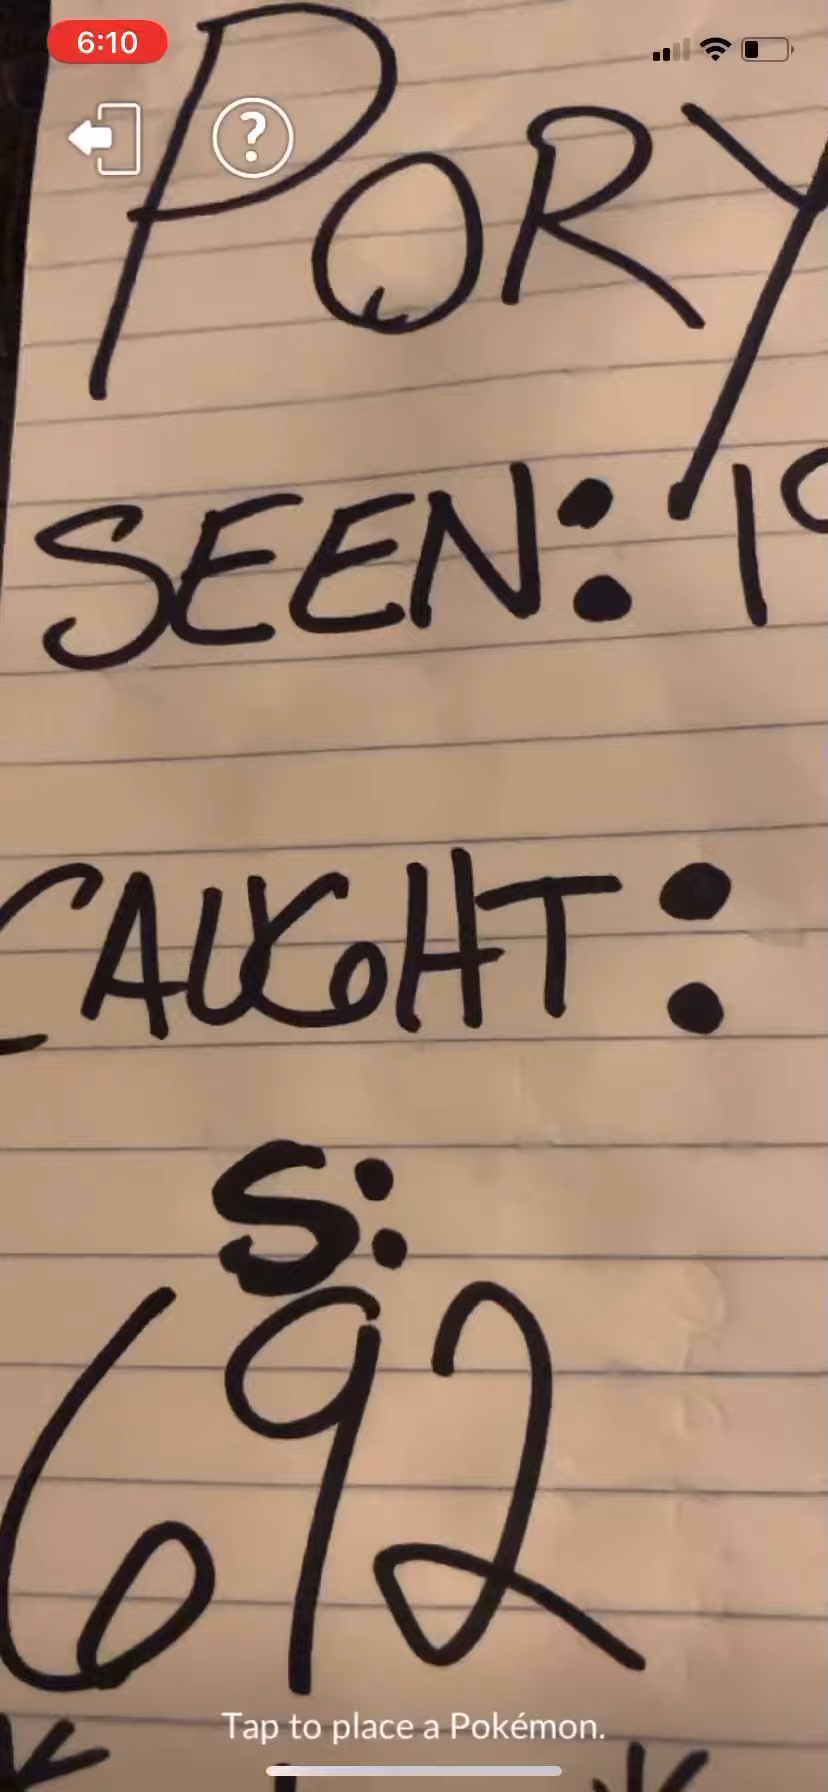 6:10
?
PORY
SEEN: 1
CAUGHT:
S:
692
Tap to place a Pokémon.